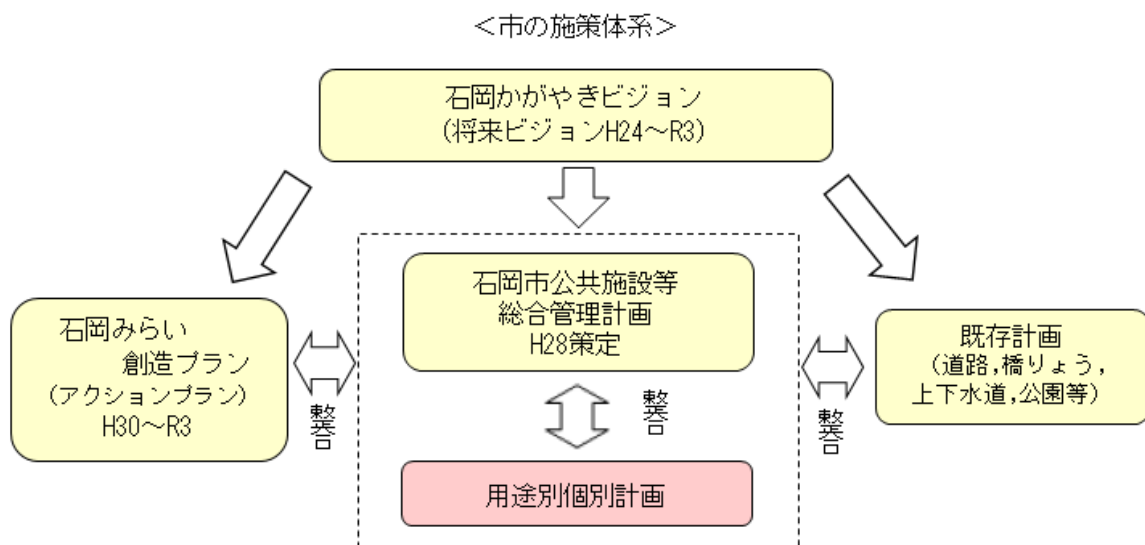 ＜市の施策体系＞
石岡かがやきビジョン
（将来ビジョンH24～R3）
石岡市公共施設等
総合管理計画
H28策定
石岡みらい
創造プラン
（アクションプラン）
H30～R3
整合
整合
整合
既存計画
（道路，橋りょう，
上下水道，公園等）
用途別個別計画